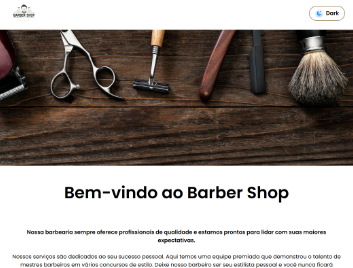 BARBER SHOP
Dark
Bem-vindo ao Barber Shop
Nossa barbearia sempre oferece profissionais de qualidade e estamos prontos para lidar com suas maiores
expectativas.
Nossos serviços são dedicados ao seu sucesso pessoal. Aqui temos uma equipe premiada que demonstrou o talento de
mestres barbeiros em vários concursos de estilo. Deixe nosso barbeiro ser seu estilista pessoal e você nunca ficará